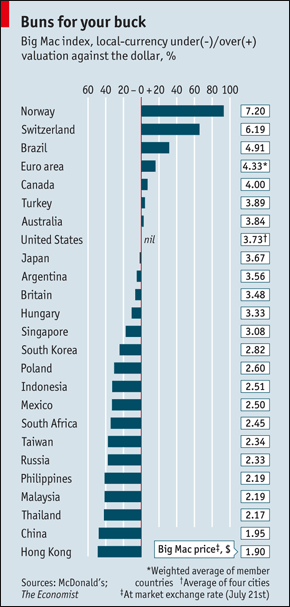 Buns for your buck
Big Mac index, local-currency under(-)/over(+)
valuation against the dollar, %
60 40 20 – 0 + 20 40 60 80 100
Norway 7.20
Switzerland 6.19
Brazil 4.91
Euro area 4.33*
Canada 4.00
Turkey 3.89
Australia 3.84
United States nil 3.73†
Japan 3.67
Argentina 3.56
Britain 3.48
Hungary 3.33
Singapore 3.08
South Korea 2.82
Poland 2.60
Indonesia 2.51
Mexico 2.50
South Africa 2.45
Taiwan 2.34
Russia 2.33
Philippines 2.19
Malaysia 2.19
Thailand 2.17
China 1.95
Hong Kong Big Mac price‡, $ 1.90
*Weighted average of member
Sources: McDonald's; countries †Average of four cities
The Economist ‡At market exchange rate (July 21st)